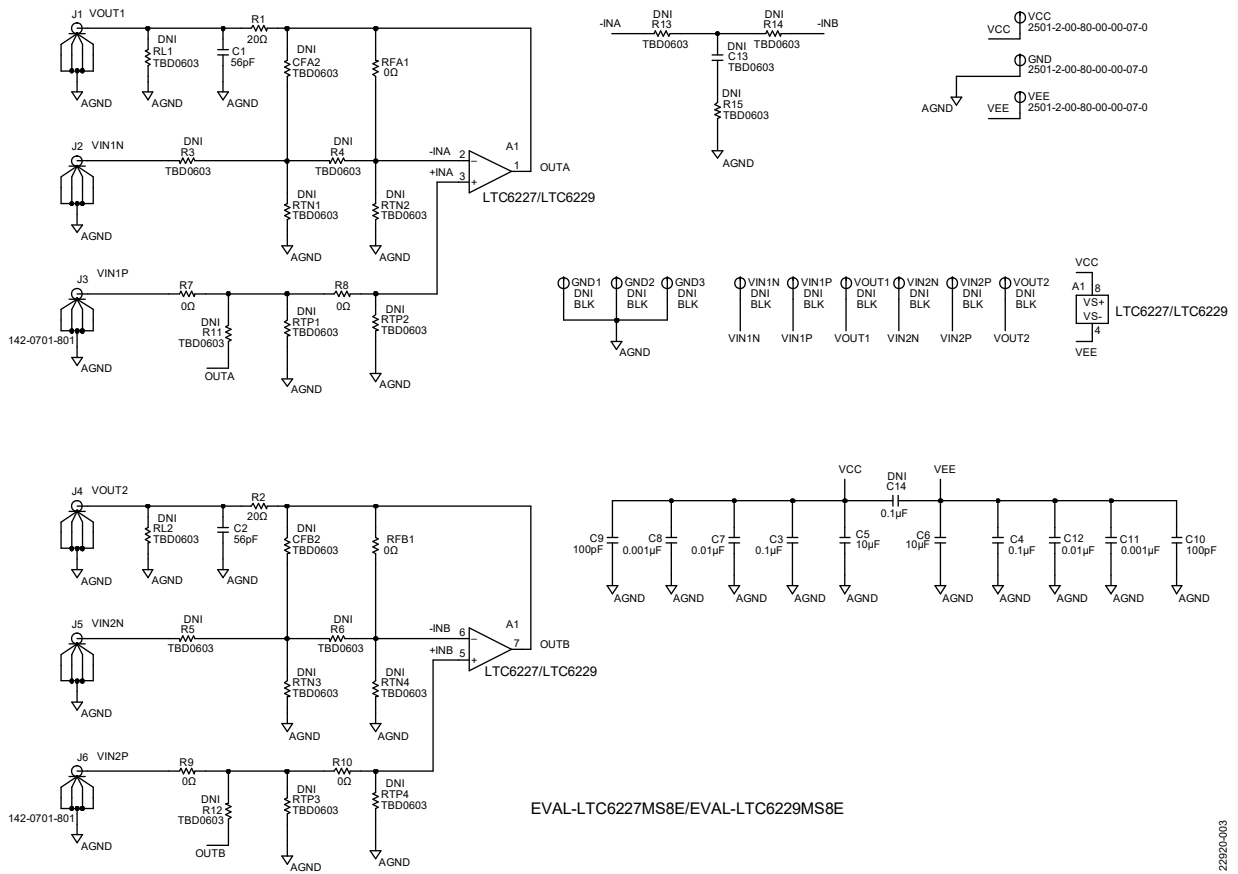 J1 VOUT1
DNI
RL1
TBD0603
AGND
C1
56pF
AGND
R1
20Ω
DNI
CFA2
TBD0603
RFA1
0Ω
AGND
J2 VIN1N
DNI
R3
TBD0603
DNI
R4
TBD0603
-INA 2
+INA 3
A1
1 OUTA
LTC6227/LTC6229
DNI
RTN1
TBD0603
AGND
DNI
RTN2
TBD0603
AGND
AGND
J3 VIN1P
142-0701-801
AGND
R7
0Ω
DNI
R11
TBD0603
OUTA
DNI
RTP1
TBD0603
AGND
R8
0Ω
DNI
RTP2
TBD0603
AGND
-INA
DNI
R13
TBD0603
DNI
R14
TBD0603
-INB
DNI
C13
TBD0603
DNI
R15
TBD0603
AGND
VCC
VCC
2501-2-00-80-00-00-07-0
GND
2501-2-00-80-00-00-07-0
AGND
VEE
VEE
2501-2-00-80-00-00-07-0
GND1
DNI
BLK
GND2
DNI
BLK
GND3
DNI
BLK
AGND
VIN1N
DNI
BLK
VIN1N
VIN1P
DNI
BLK
VIN1P
VOUT1
DNI
BLK
VOUT1
VIN2N
DNI
BLK
VIN2N
VIN2P
DNI
BLK
VIN2P
VOUT2
DNI
BLK
VOUT2
VCC
A1 8
VS+
VS-
4
VEE
LTC6227/LTC6229
J4 VOUT2
DNI
RL2
TBD0603
AGND
C2
56pF
AGND
R2
20Ω
DNI
CFB2
TBD0603
RFB1
0Ω
AGND
J5 VIN2N
DNI
R5
TBD0603
DNI
R6
TBD0603
-INB 6
+INB 5
A1
7 OUTB
LTC6227/LTC6229
DNI
RTN3
TBD0603
AGND
DNI
RTN4
TBD0603
AGND
AGND
J6 VIN2P
142-0701-801
AGND
R9
0Ω
DNI
R12
TBD0603
OUTB
DNI
RTP3
TBD0603
AGND
R10
0Ω
DNI
RTP4
TBD0603
AGND
VCC
DNI
C14
0.1µF
VEE
C9
100pF
AGND
C8
0.001µF
AGND
C7
0.01µF
AGND
C3
0.1µF
AGND
C5
10µF
AGND
C6
10µF
AGND
C4
0.1µF
AGND
C12
0.01µF
AGND
C11
0.001µF
AGND
C10
100pF
AGND
EVAL-LTC6227MS8E/EVAL-LTC6229MS8E
22920-003